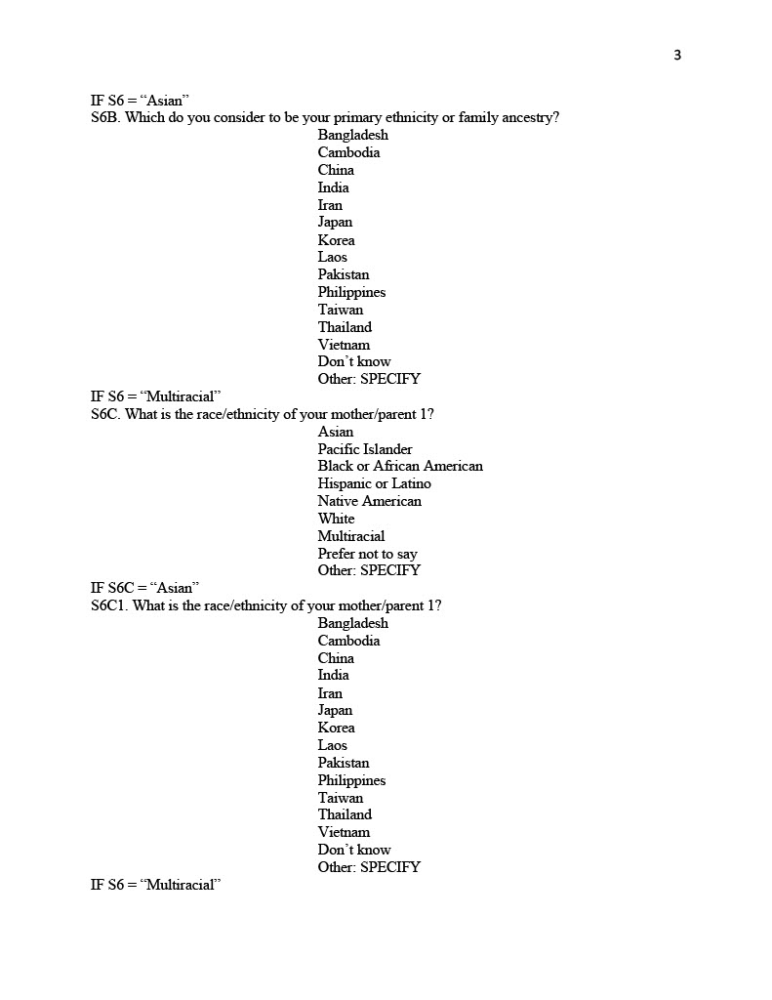 3
IF S6 = “Asian”
S6B. Which do you consider to be your primary ethnicity or family ancestry?
Bangladesh
Cambodia
China
India
Iran
Japan
Korea
Laos
Pakistan
Philippines
Taiwan
Thailand
Vietnam
Don’t know
Other: SPECIFY
IF S6 = “Multiracial”
S6C. What is the race/ethnicity of your mother/parent 1?
Asian
Pacific Islander
Black or African American
Hispanic or Latino
Native American
White
Multiracial
Prefer not to say
Other: SPECIFY
IF S6C = “Asian”
S6C1. What is the race/ethnicity of your mother/parent 1?
Bangladesh
Cambodia
China
India
Iran
Japan
Korea
Laos
Pakistan
Philippines
Taiwan
Thailand
Vietnam
Don’t know
Other: SPECIFY
IF S6 = “Multiracial”